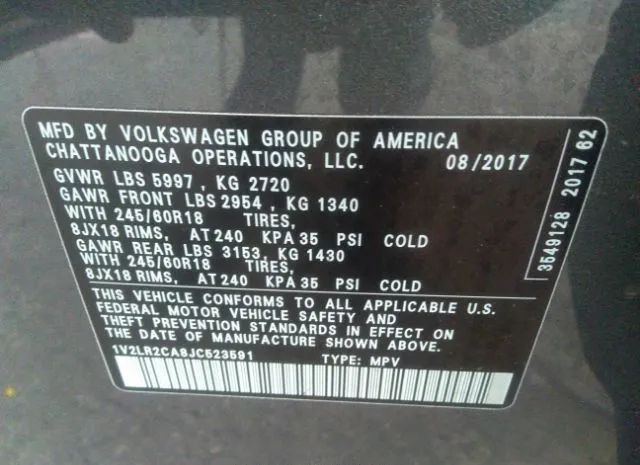 MFD BY VOLKSWAGEN GROUP OF AMERICA
CHATTANOOGA OPERATIONS, LLC. 08/2017
GVWR LBS 5997 , KG 2720
GAWR FRONT LBS 2954 , KG 1340
WITH 245/60R18 TIRES,
8JX18 RIMS, AT 240 KPA 35 PSI COLD
GAWR REAR LBS 3153, KG 1430
WITH 245/60R18 TIRES,
8JX18 RIMS, AT 240 KPA 35 PSI COLD
THIS VEHICLE CONFORMS TO ALL APPLICABLE U.S.
FEDERAL MOTOR VEHICLE SAFETY AND
THEFT PREVENTION STANDARDS IN EFFECT ON
THE DATE OF MANUFACTURE SHOWN ABOVE.
1V2LR2CA8JC523591 TYPE: MPV
3549128 2017 62